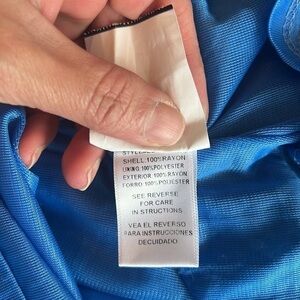 SHELL:100%RAYON
LINING:100%POLYESTER
EXTERIOR:100%RAYON
FORRO:100%POLIESTER
SEE REVERSE
FOR CARE
IN STRUCTIONS
VEA EL REVERSO
PARA INSTRUCCIONES
DECUIDADO